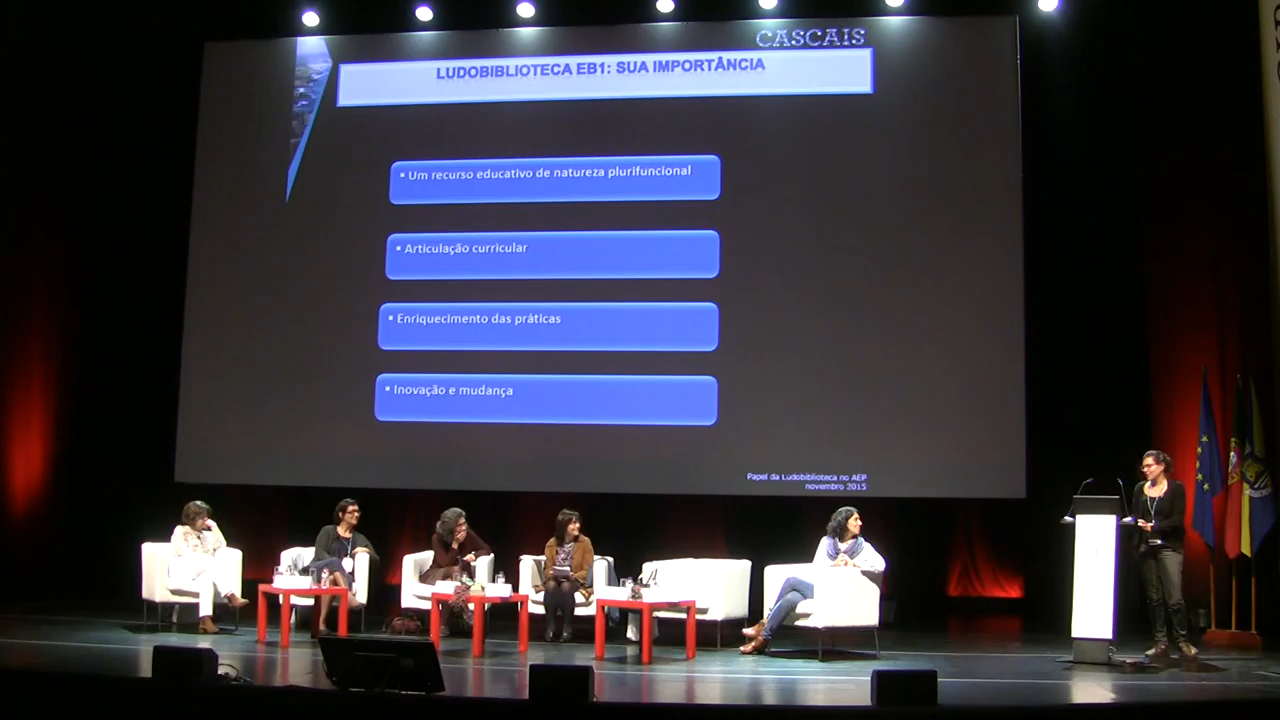 CASCAIS
LUDOBIBLIOTECA EB1: SUA IMPORTÂNCIA
▪ Um recurso educativo de natureza plurifuncional
▪ Articulação curricular
▪ Enriquecimento das práticas
▪ Inovação e mudança
Papel da Ludobiblioteca no AEP
novembro 2015